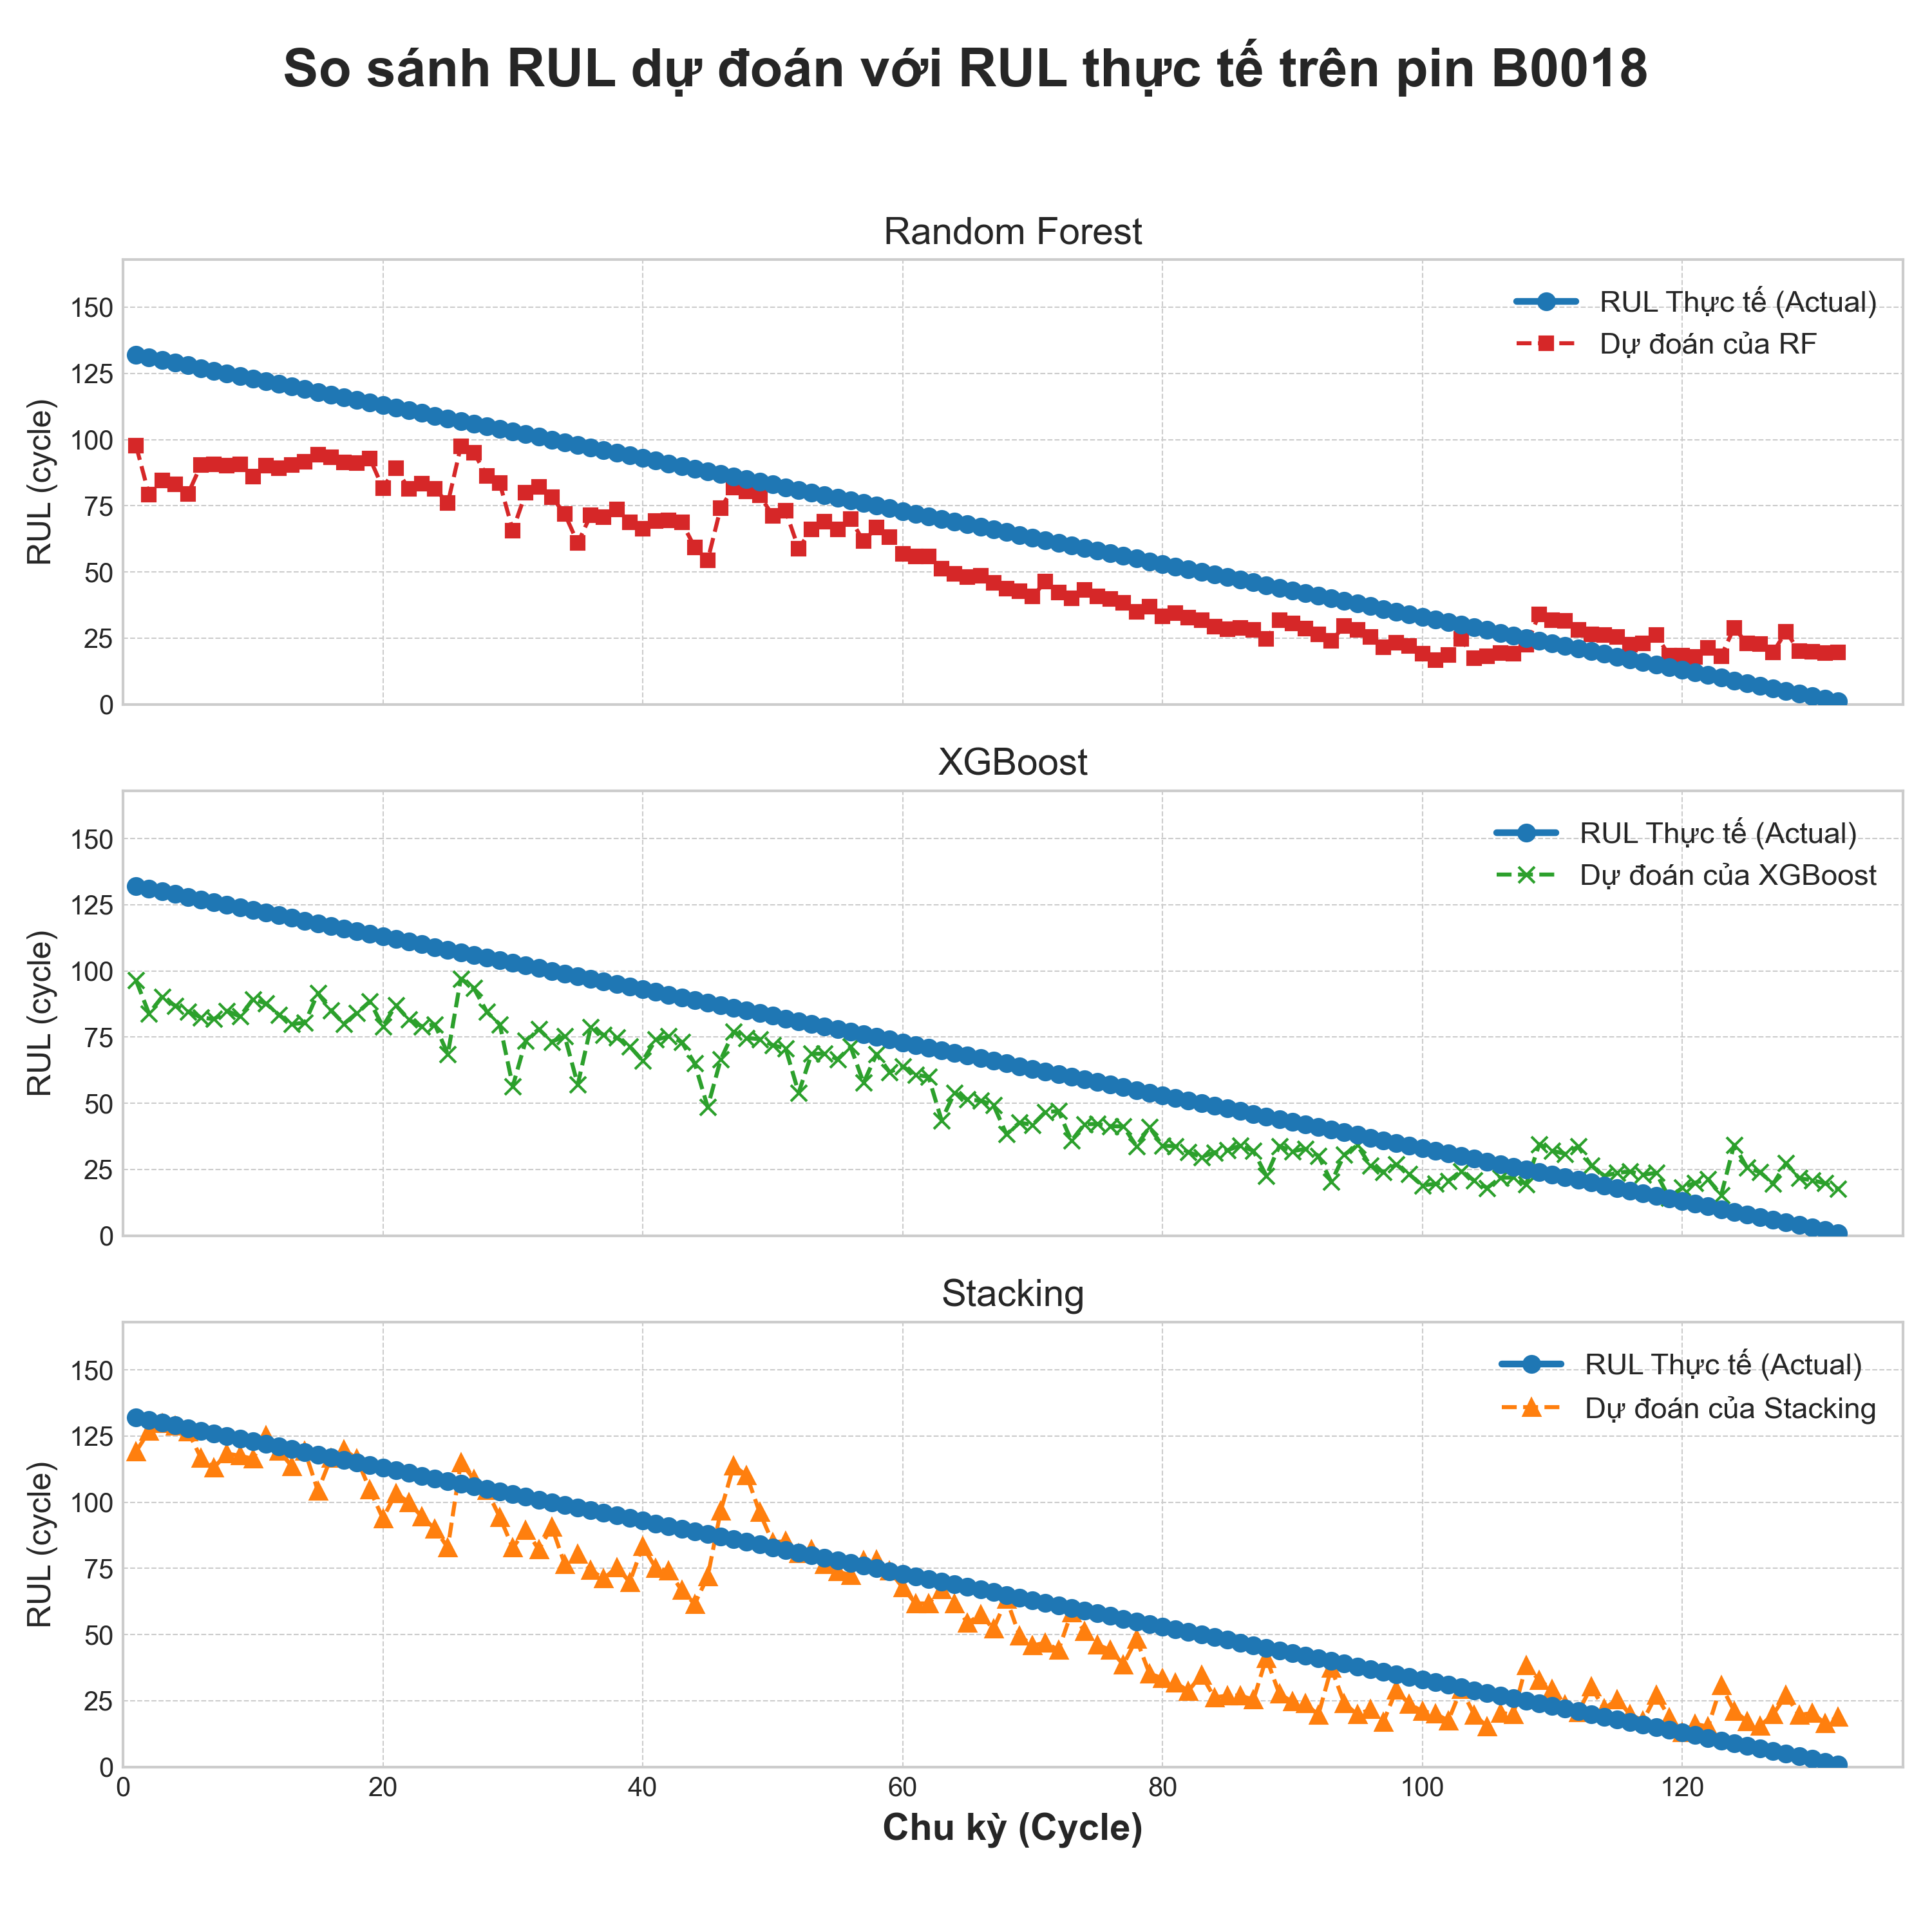 So sánh RUL dự đoán với RUL thực tế trên pin B0018
Random Forest
RUL (cycle)
150
125
100
75
50
25
0
RUL Thực tế (Actual)
Dự đoán của RF
XGBoost
RUL (cycle)
150
125
100
75
50
25
0
RUL Thực tế (Actual)
Dự đoán của XGBoost
Stacking
RUL (cycle)
150
125
100
75
50
25
0
RUL Thực tế (Actual)
Dự đoán của Stacking
0 20 40 60 80 100 120
Chu kỳ (Cycle)